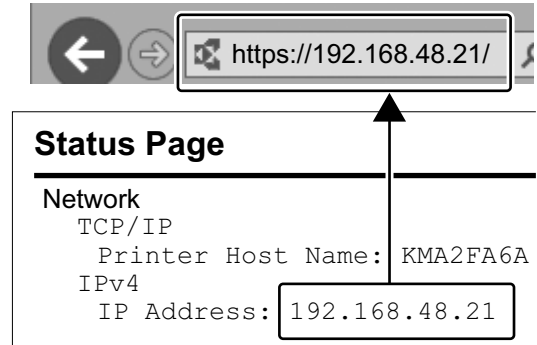 https://192.168.48.21/
Status Page
Network
TCP/IP
Printer Host Name: KMA2FA6A
IPv4
IP Address: 192.168.48.21